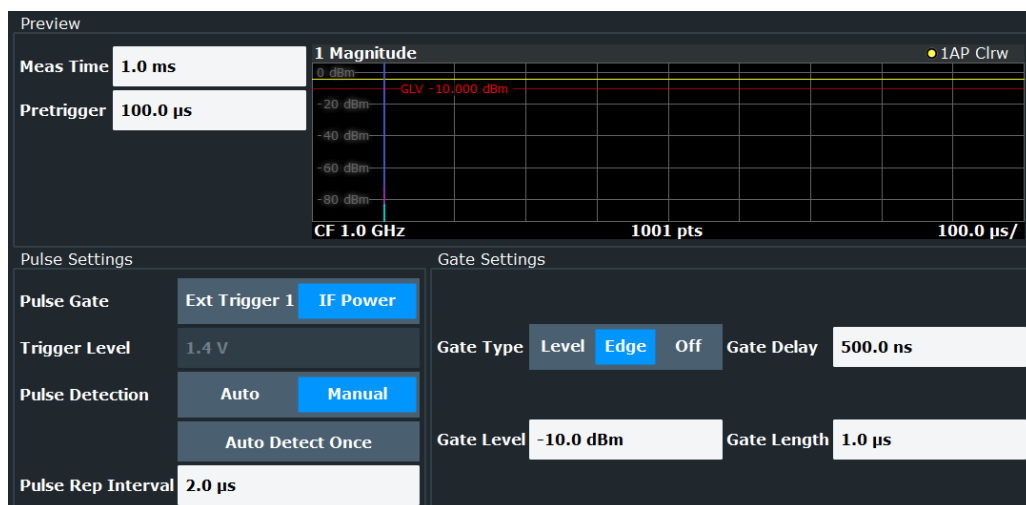 Preview
Meas Time 1.0 ms
Pretrigger 100.0 µs
1 Magnitude 1AP Clrw
0 dBm
GLV -10.000 dBm
-20 dBm
-40 dBm
-60 dBm
-80 dBm
CF 1.0 GHz 1001 pts 100.0 µs/
Pulse Settings
Pulse Gate Ext Trigger 1 IF Power
Trigger Level 1.4 V
Pulse Detection Auto Manual
Auto Detect Once
Pulse Rep Interval 2.0 µs
Gate Settings
Gate Type Level Edge Off Gate Delay 500.0 ns
Gate Level -10.0 dBm Gate Length 1.0 µs